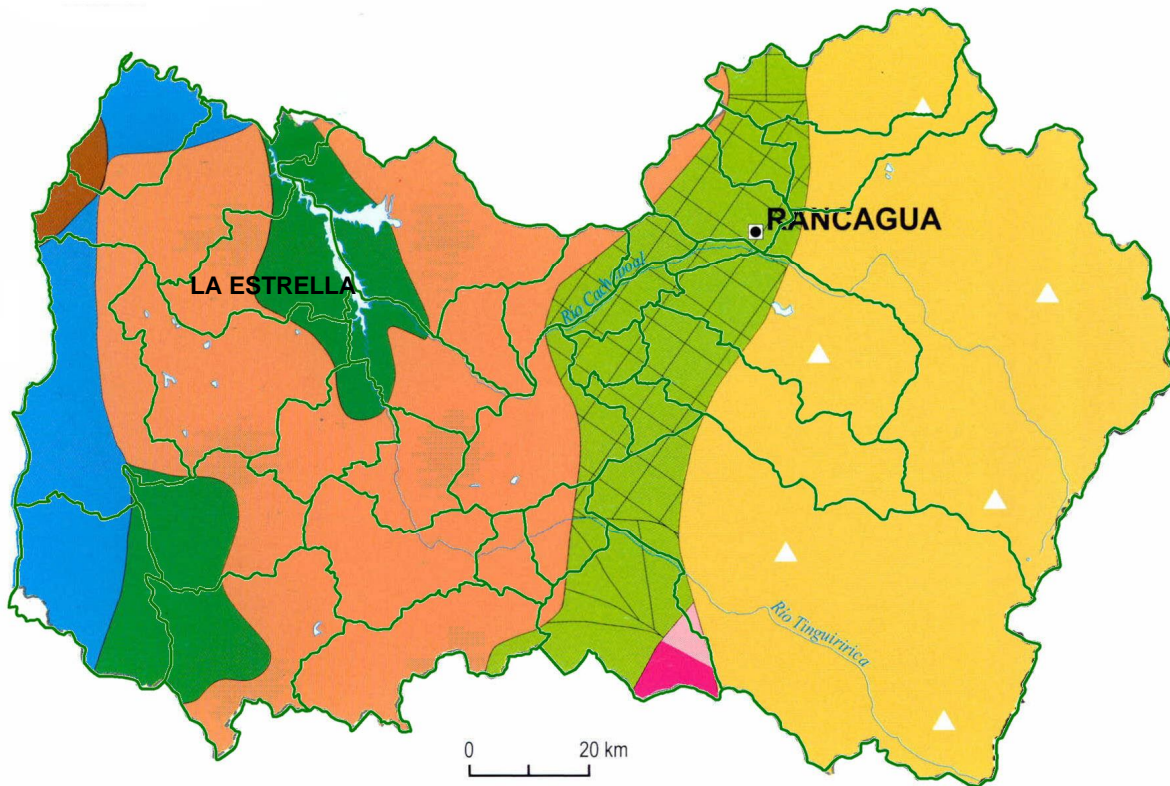 RANCAGUA
LA ESTRELLA
Río Cachapoal
Río Tinguiririca
0 20 km